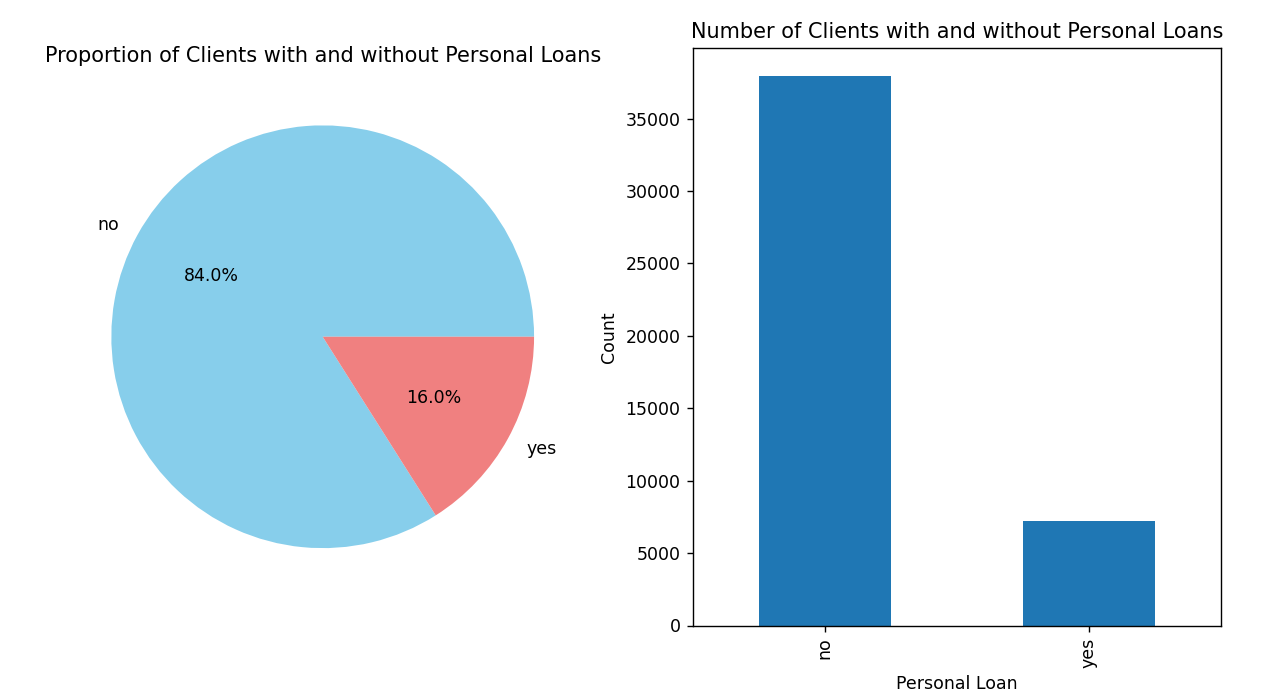 Proportion of Clients with and without Personal Loans
no
84.0%
16.0%
yes
Number of Clients with and without Personal Loans
Count
35000
30000
25000
20000
15000
10000
5000
0
no
yes
Personal Loan